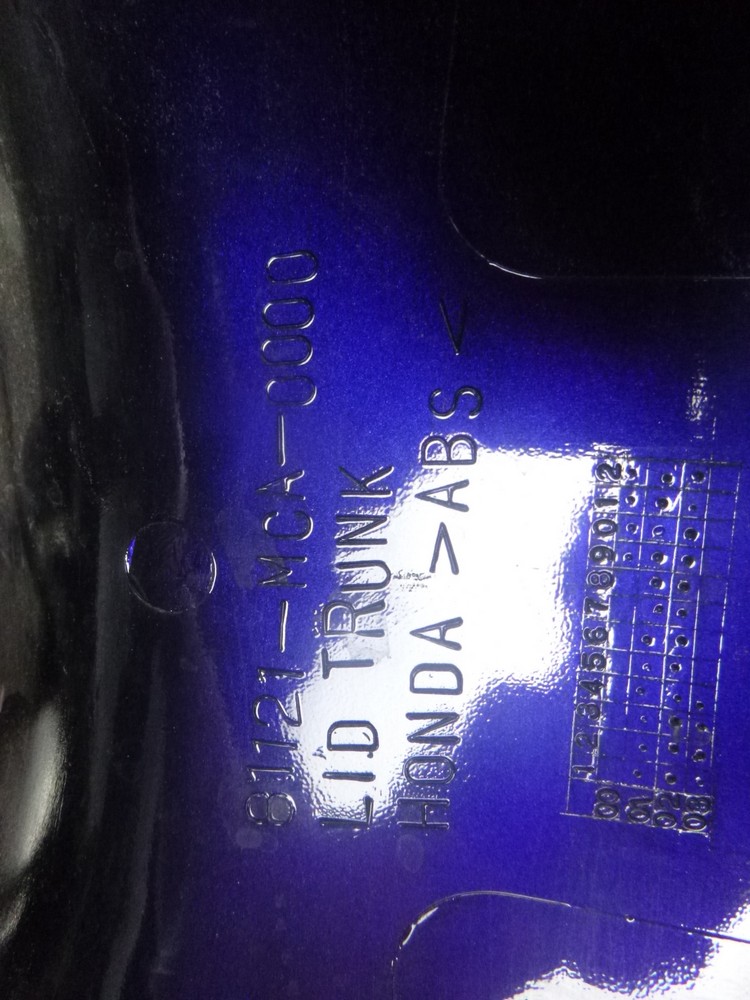 81121-MCA-0000
LID TRUNK
HONDA >ABS<
123456789012
00
01
02
03